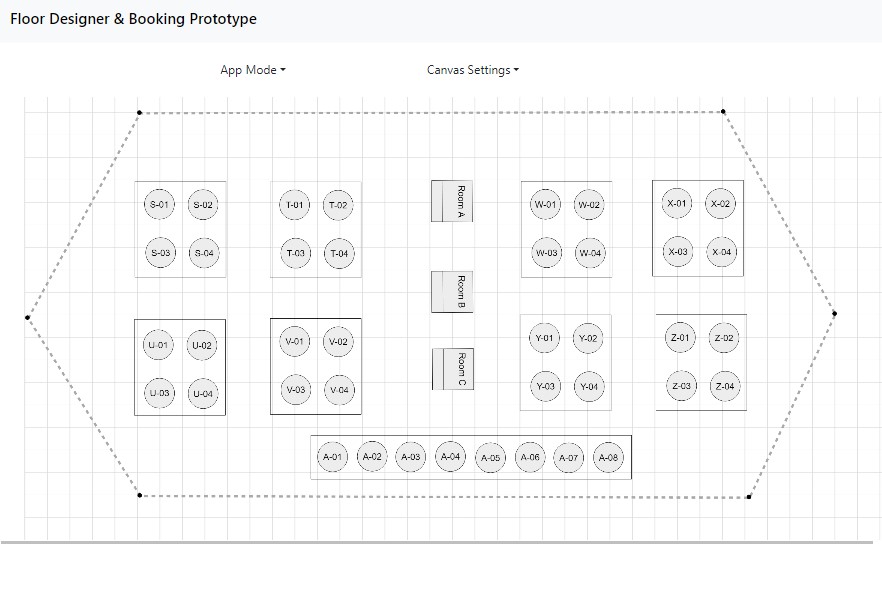 Floor Designer & Booking Prototype
App Mode
Canvas Settings
S-01 S-02
S-03 S-04
T-01 T-02
T-03 T-04
Room A
W-01 W-02
W-03 W-04
X-01 X-02
X-03 X-04
Room B
U-01 U-02
U-03 U-04
V-01 V-02
V-03 V-04
Room C
Y-01 Y-02
Y-03 Y-04
Z-01 Z-02
Z-03 Z-04
A-01 A-02 A-03 A-04 A-05 A-06 A-07 A-08